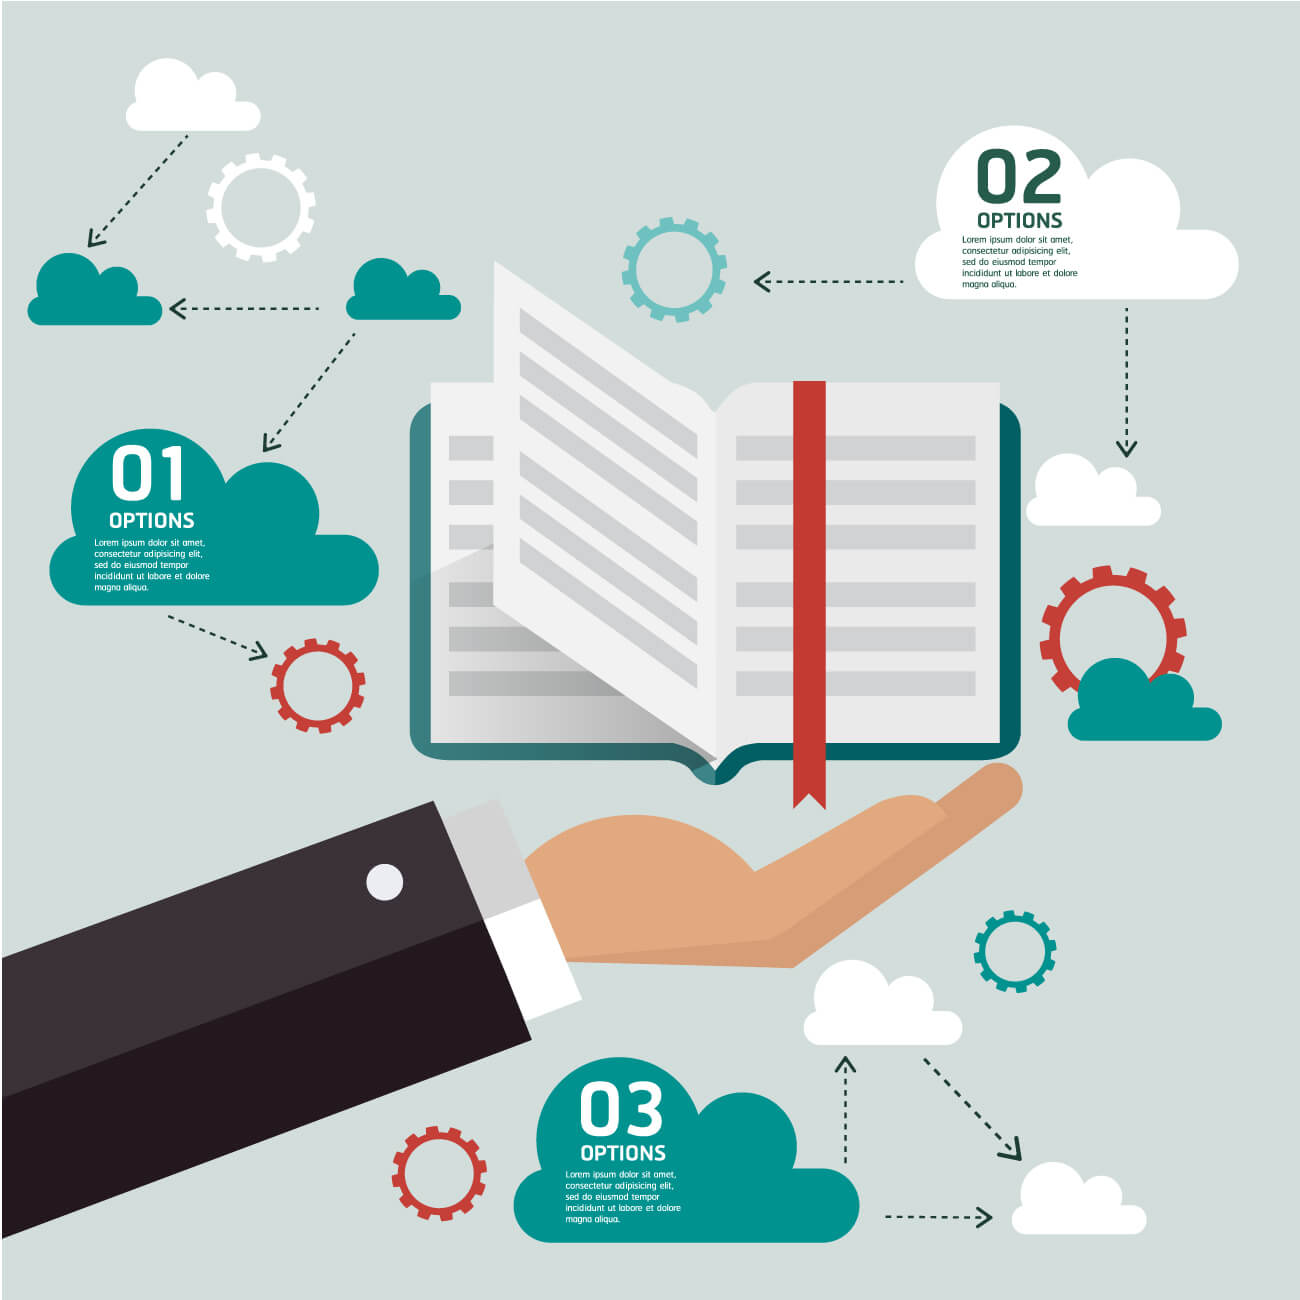 01
OPTIONS
Lorem ipsum dolor sit amet,
consectetur adipisicing elit,
sed do eiusmod tempor
incididunt ut labore et dolore
magna aliqua.
02
OPTIONS
Lorem ipsum dolor sit amet,
consectetur adipisicing elit,
sed do eiusmod tempor
incididunt ut labore et dolore
magna aliqua.
03
OPTIONS
Lorem ipsum dolor sit amet,
consectetur adipisicing elit,
sed do eiusmod tempor
incididunt ut labore et dolore
magna aliqua.